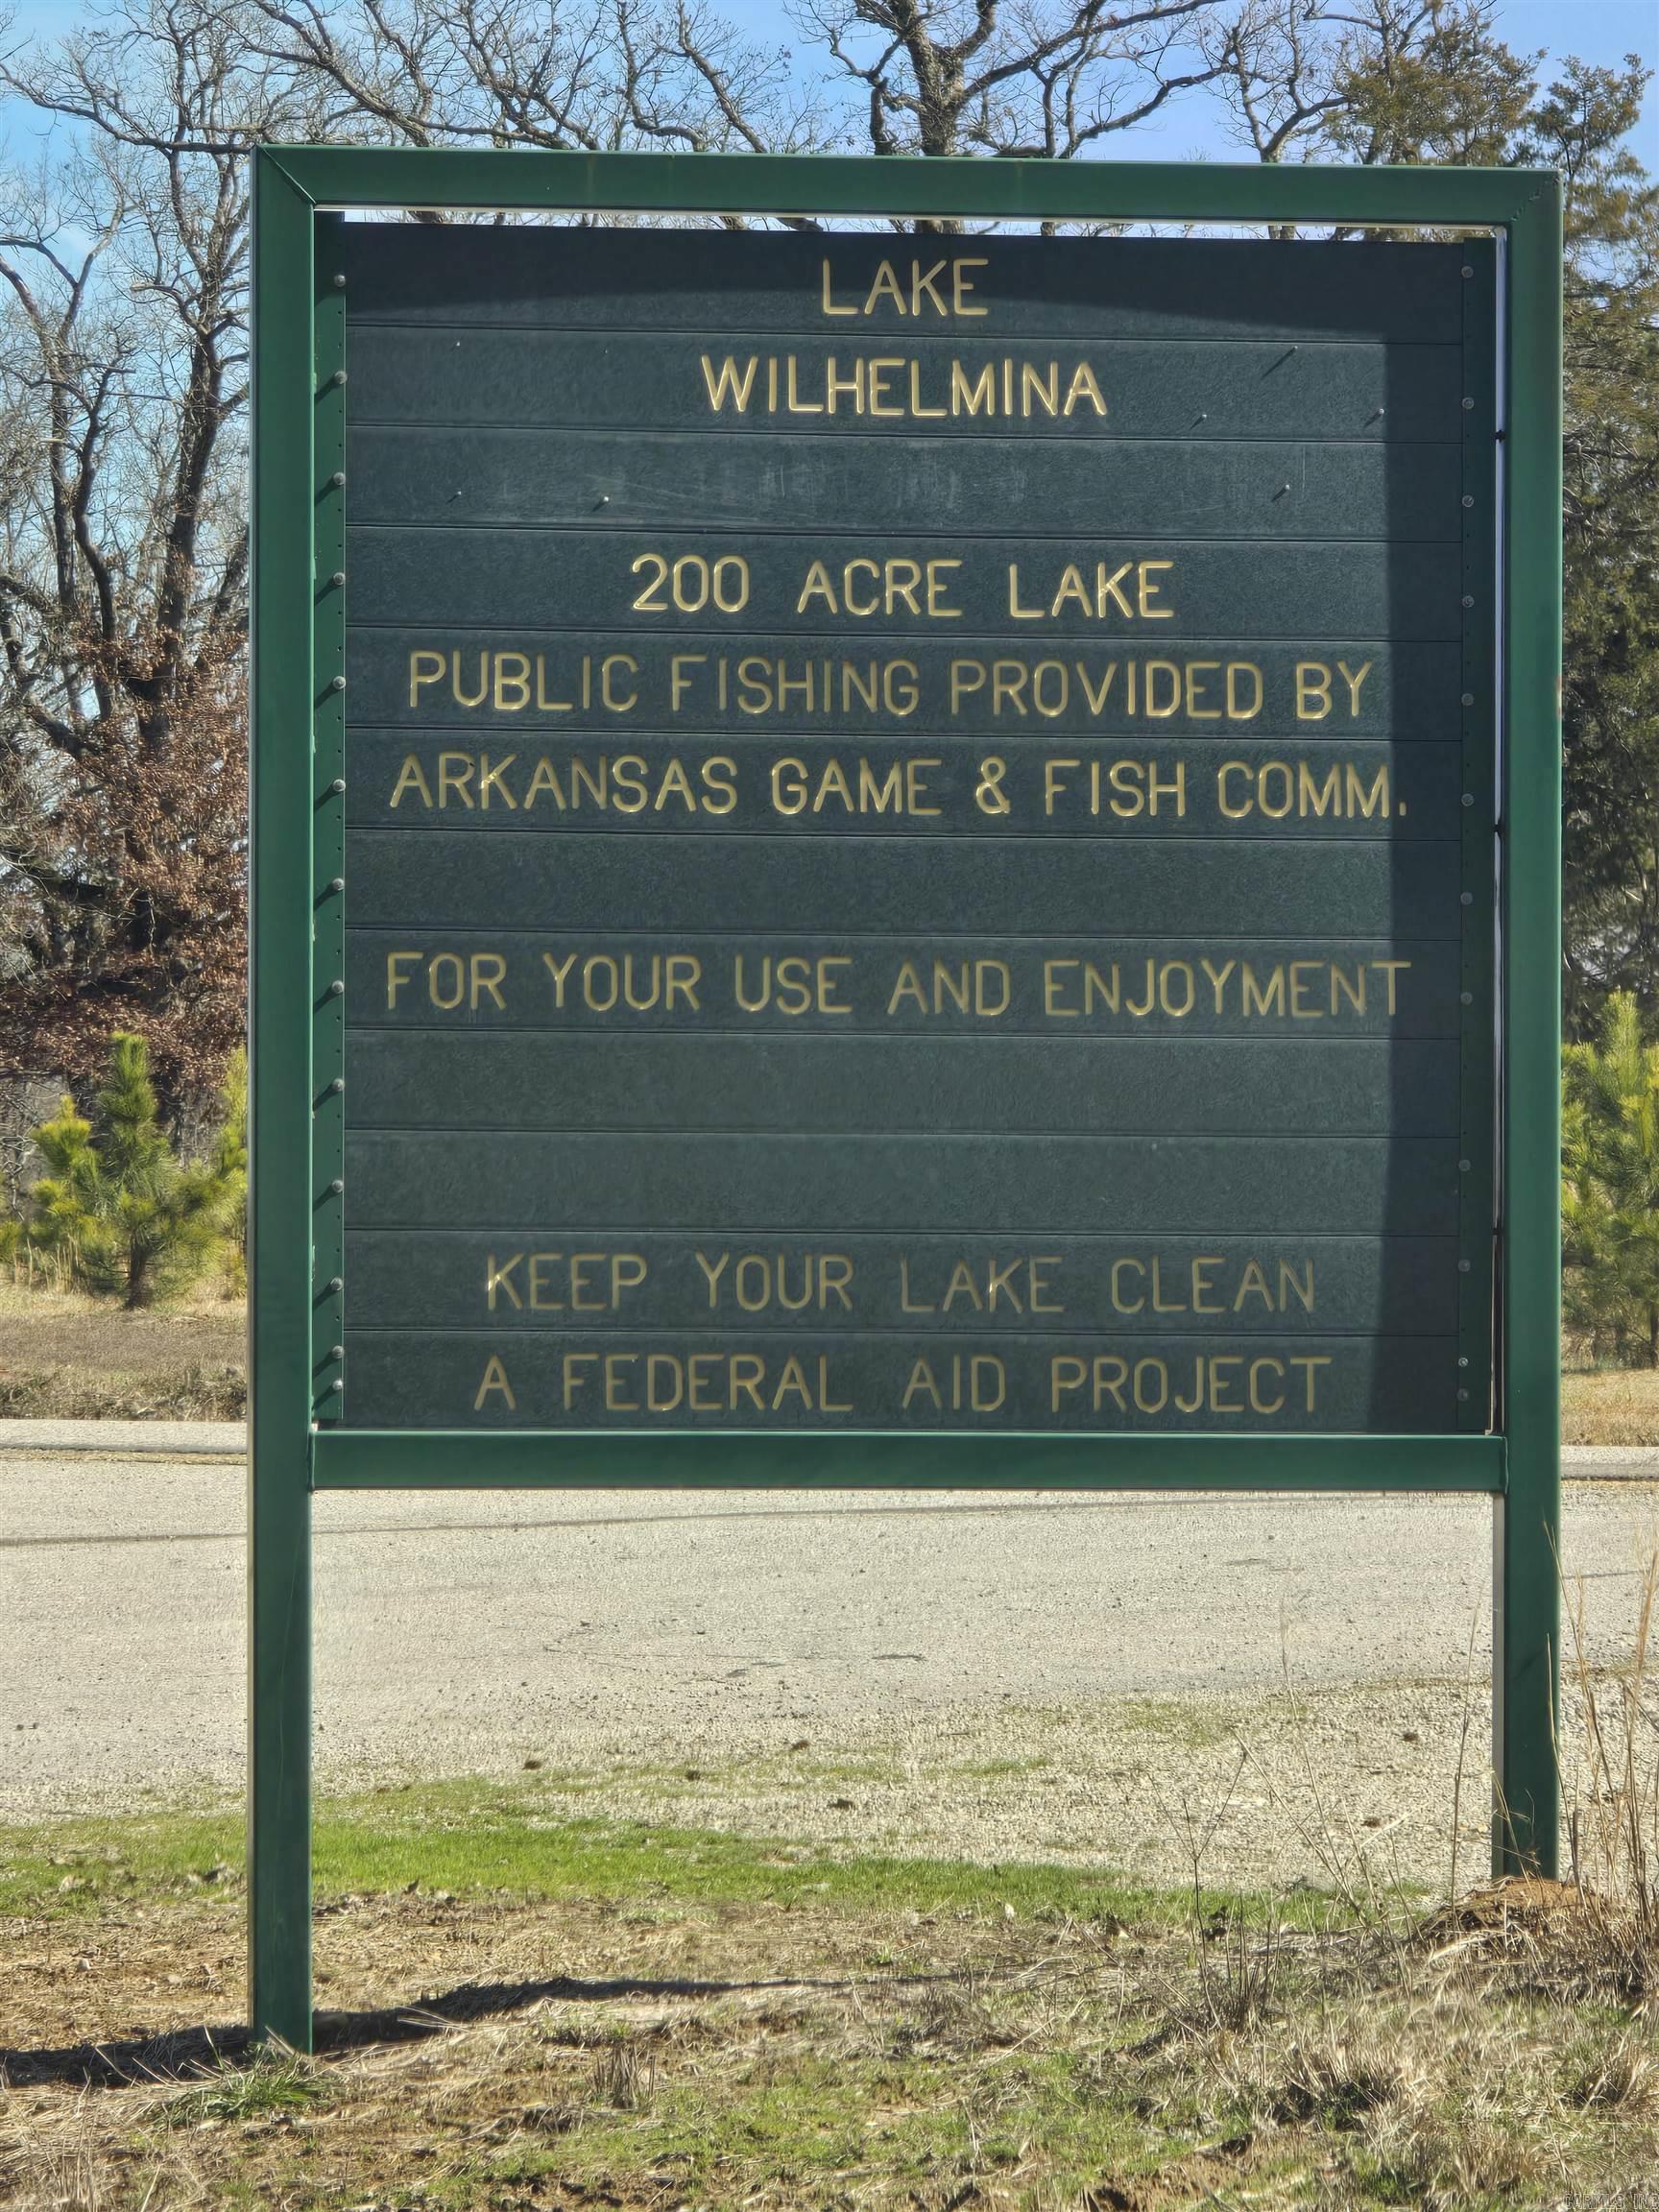 LAKE
WILHELMINA
200 ACRE LAKE
PUBLIC FISHING PROVIDED BY
ARKANSAS GAME & FISH COMM.
FOR YOUR USE AND ENJOYMENT
KEEP YOUR LAKE CLEAN
A FEDERAL AID PROJECT